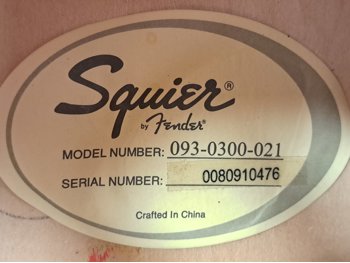 Squier®
by Fender®
MODEL NUMBER: 093-0300-021
SERIAL NUMBER: 0080910476
Crafted In China